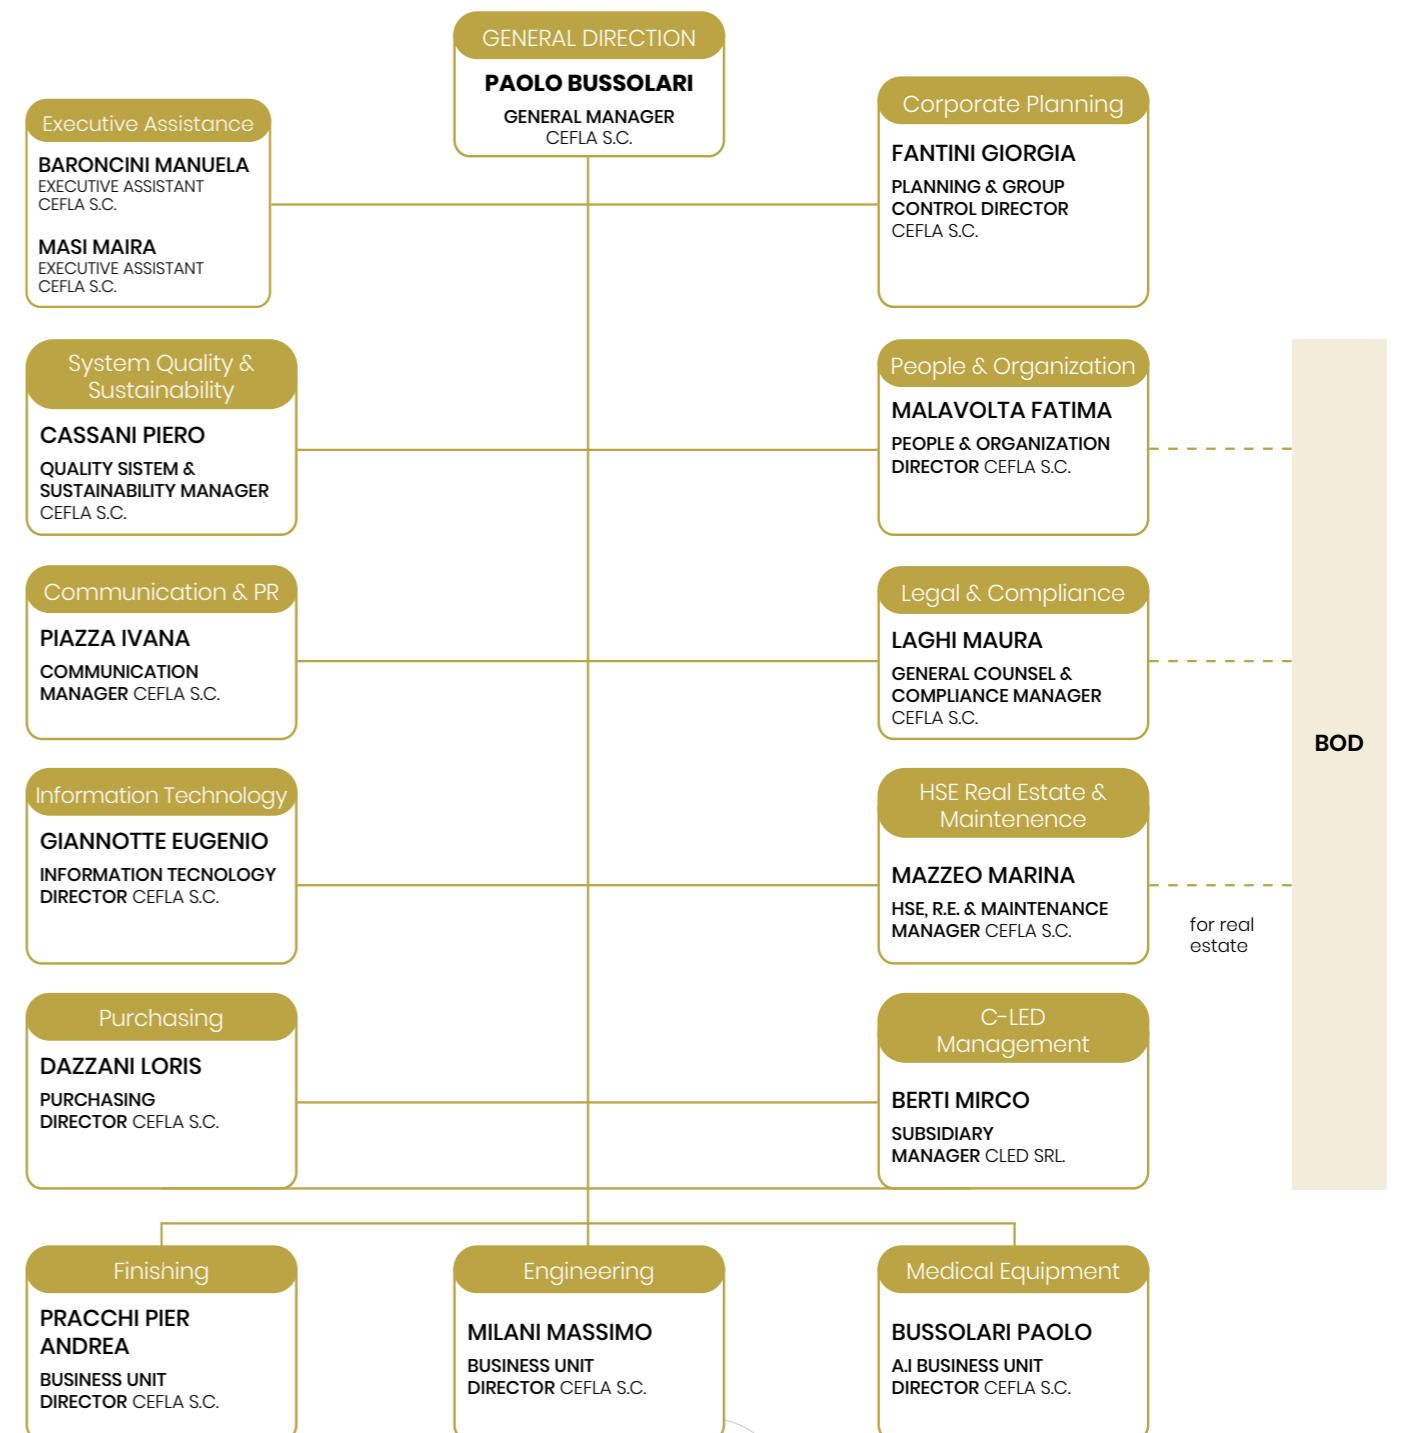 GENERAL DIRECTION
PAOLO BUSSOLARI
GENERAL MANAGER
CEFLA S.C.
Executive Assistance
BARONCINI MANUELA
EXECUTIVE ASSISTANT
CEFLA S.C.
MASI MAIRA
EXECUTIVE ASSISTANT
CEFLA S.C.
Corporate Planning
FANTINI GIORGIA
PLANNING & GROUP
CONTROL DIRECTOR
CEFLA S.C.
System Quality &
Sustainability
CASSANI PIERO
QUALITY SISTEM &
SUSTAINABILITY MANAGER
CEFLA S.C.
People & Organization
MALAVOLTA FATIMA
PEOPLE & ORGANIZATION
DIRECTOR CEFLA S.C.
Communication & PR
PIAZZA IVANA
COMMUNICATION
MANAGER CEFLA S.C.
Legal & Compliance
LAGHI MAURA
GENERAL COUNSEL &
COMPLIANCE MANAGER
CEFLA S.C.
BOD
Information Technology
GIANNOTTE EUGENIO
INFORMATION TECNOLOGY
DIRECTOR CEFLA S.C.
HSE Real Estate &
Maintenence
MAZZEO MARINA
HSE, R.E. & MAINTENANCE
MANAGER CEFLA S.C.
for real
estate
Purchasing
DAZZANI LORIS
PURCHASING
DIRECTOR CEFLA S.C.
C-LED
Management
BERTI MIRCO
SUBSIDIARY
MANAGER CLED SRL.
Finishing
PRACCHI PIER
ANDREA
BUSINESS UNIT
DIRECTOR CEFLA S.C.
Engineering
MILANI MASSIMO
BUSINESS UNIT
DIRECTOR CEFLA S.C.
Medical Equipment
BUSSOLARI PAOLO
A.I BUSINESS UNIT
DIRECTOR CEFLA S.C.